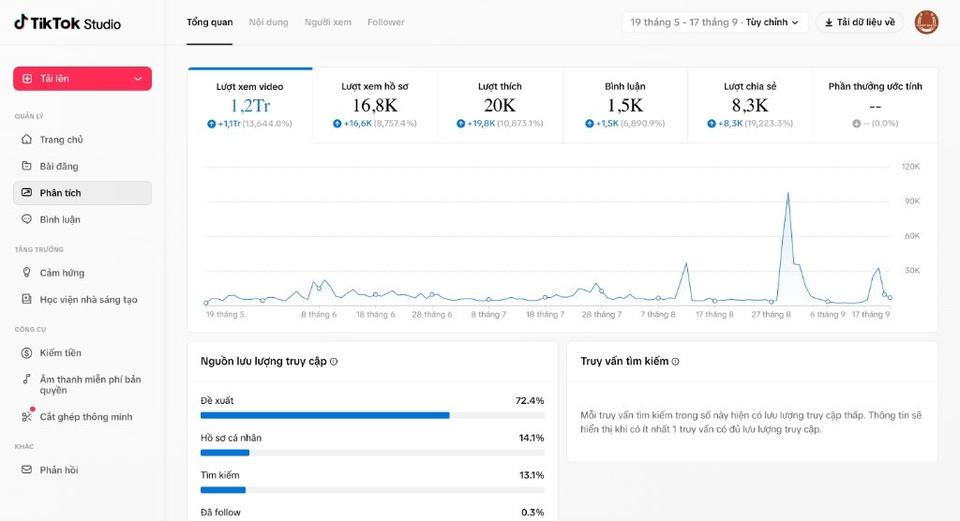 TikTok Studio
Tổng quan
Nội dung
Người xem
Follower
19 tháng 5 - 17 tháng 9 · Tùy chỉnh
Tải dữ liệu về
Tải lên
QUẢN LÝ
Trang chủ
Bài đăng
Phân tích
Bình luận
TĂNG TRƯỞNG
Cảm hứng
Học viện nhà sáng tạo
CÔNG CỤ
Kiếm tiền
Âm thanh miễn phí bản
quyền
Cắt ghép thông minh
KHÁC
Phản hồi
Lượt xem video
1,2Tr
+1,1Tr (13,644.0%)
Lượt xem hồ sơ
16,8K
+16,6K (8,757.4%)
Lượt thích
20K
+19,8K (10,873.1%)
Bình luận
1,5K
+1,5K (6,890.9%)
Lượt chia sẻ
8,3K
+8,3K (19,223.3%)
Phần thưởng ước tính
--
-- (0.0%)
120K
90K
60K
30K
19 tháng 5
8 tháng 6
18 tháng 6
28 tháng 6
8 tháng 7
18 tháng 7
28 tháng 7
7 tháng 8
17 tháng 8
27 tháng 8
6 tháng 9
17 tháng 9
Nguồn lưu lượng truy cập
Đề xuất 72.4%
Hồ sơ cá nhân 14.1%
Tìm kiếm 13.1%
Đã follow 0.3%
Truy vấn tìm kiếm
Mỗi truy vấn tìm kiếm trong số này hiện có lưu lượng truy cập thấp. Thông tin sẽ
hiển thị khi có ít nhất 1 truy vấn có đủ lưu lượng truy cập.